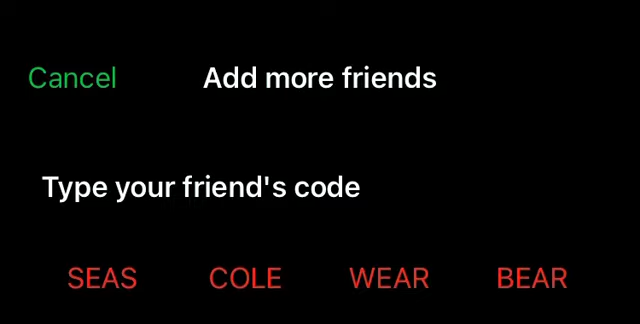 Cancel Add more friends
Type your friend's code
SEAS COLE WEAR BEAR